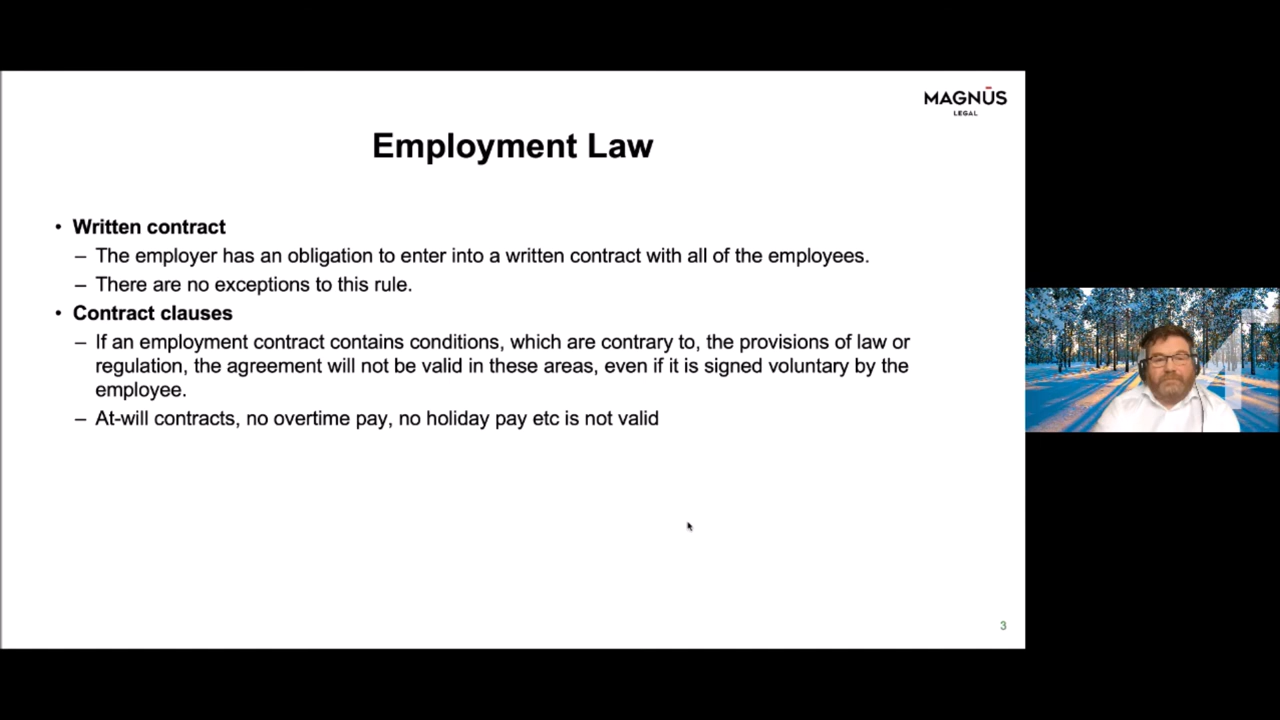 MAGNŪS
LEGAL
Employment Law
• Written contract
– The employer has an obligation to enter into a written contract with all of the employees.
– There are no exceptions to this rule.
• Contract clauses
– If an employment contract contains conditions, which are contrary to, the provisions of law or
regulation, the agreement will not be valid in these areas, even if it is signed voluntary by the
employee.
– At-will contracts, no overtime pay, no holiday pay etc is not valid
3